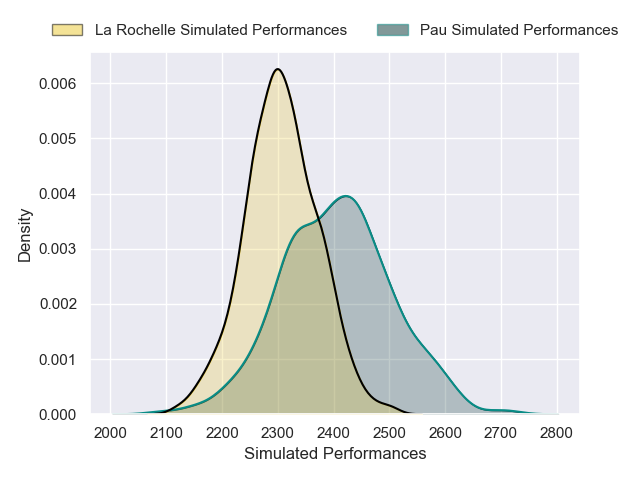 La Rochelle Simulated Performances
Pau Simulated Performances
0.006
0.005
0.004
0.003
0.002
0.001
0.000
Density
2000 2100 2200 2300 2400 2500 2600 2700 2800
Simulated Performances